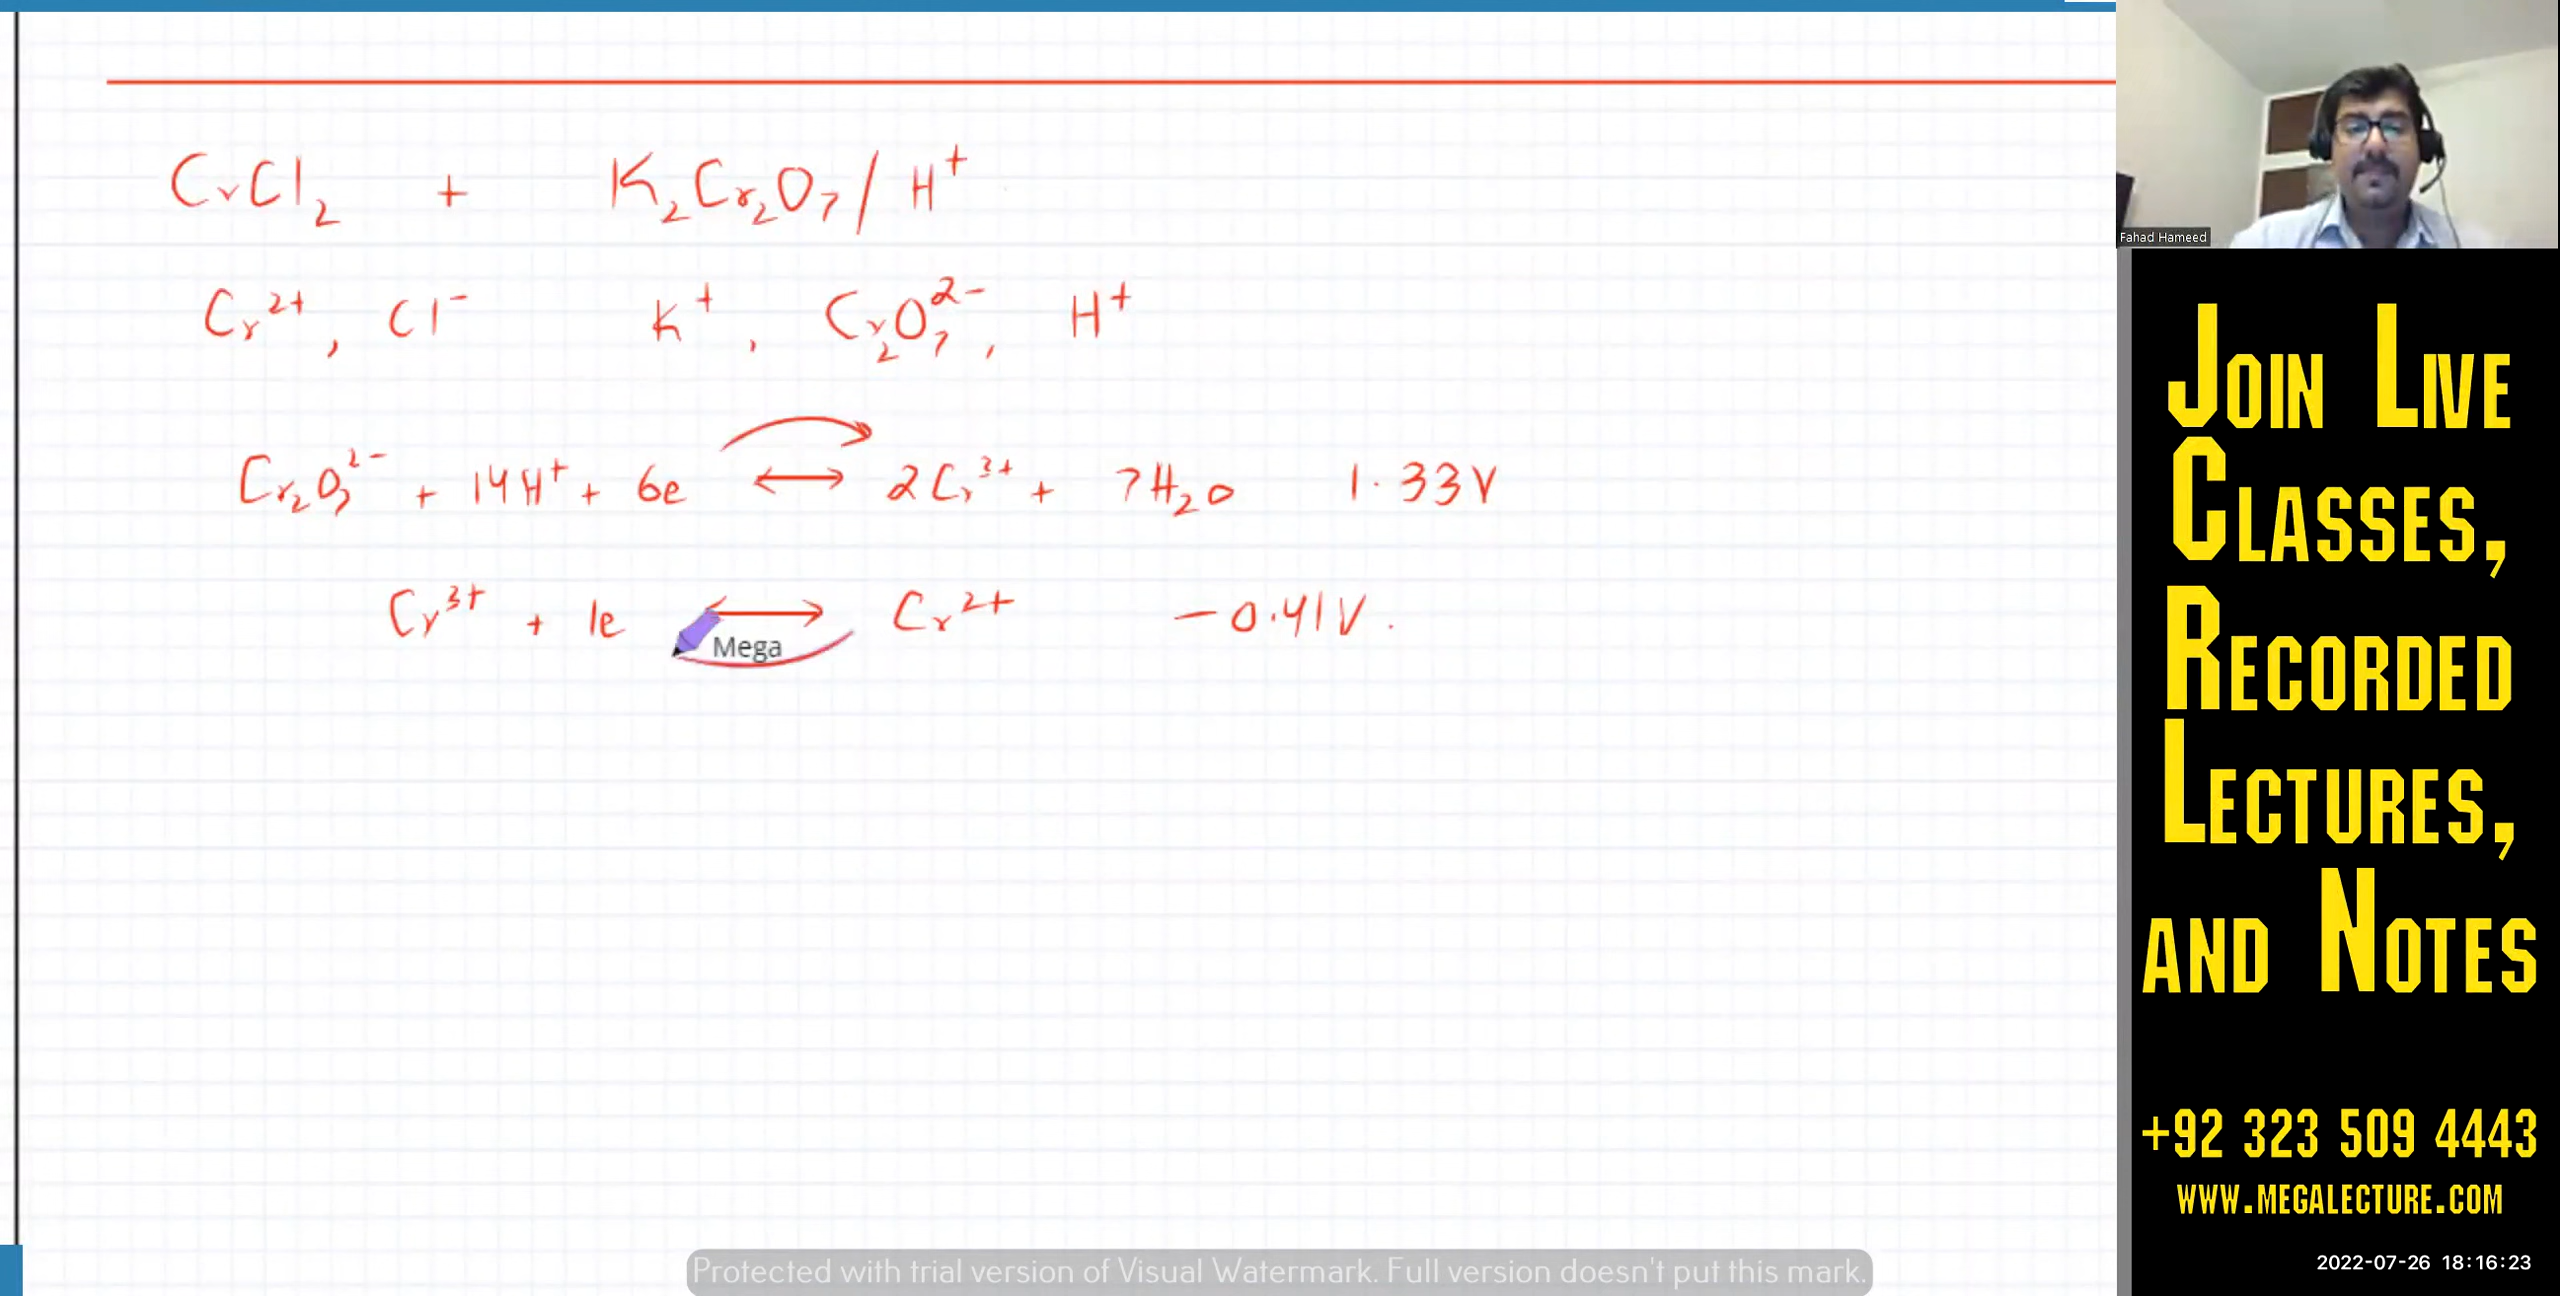 CrCl₂ + K₂Cr₂O₇ / H⁺
Cr²⁺, Cl⁻ K⁺, Cr₂O₇²⁻, H⁺
Cr₂O₇²⁻ + 14H⁺ + 6e ⟷ 2Cr³⁺ + 7H₂O 1.33V
Cr³⁺ + 1e ⟷ Cr²⁺ -0.41V.
Mega
Fahad Hameed
JOIN LIVE
CLASSES,
RECORDED
LECTURES,
AND NOTES
+92 323 509 4443
WWW.MEGALECTURE.COM
2022-07-26 18:16:23
Protected with trial version of Visual Watermark. Full version doesn't put this mark.